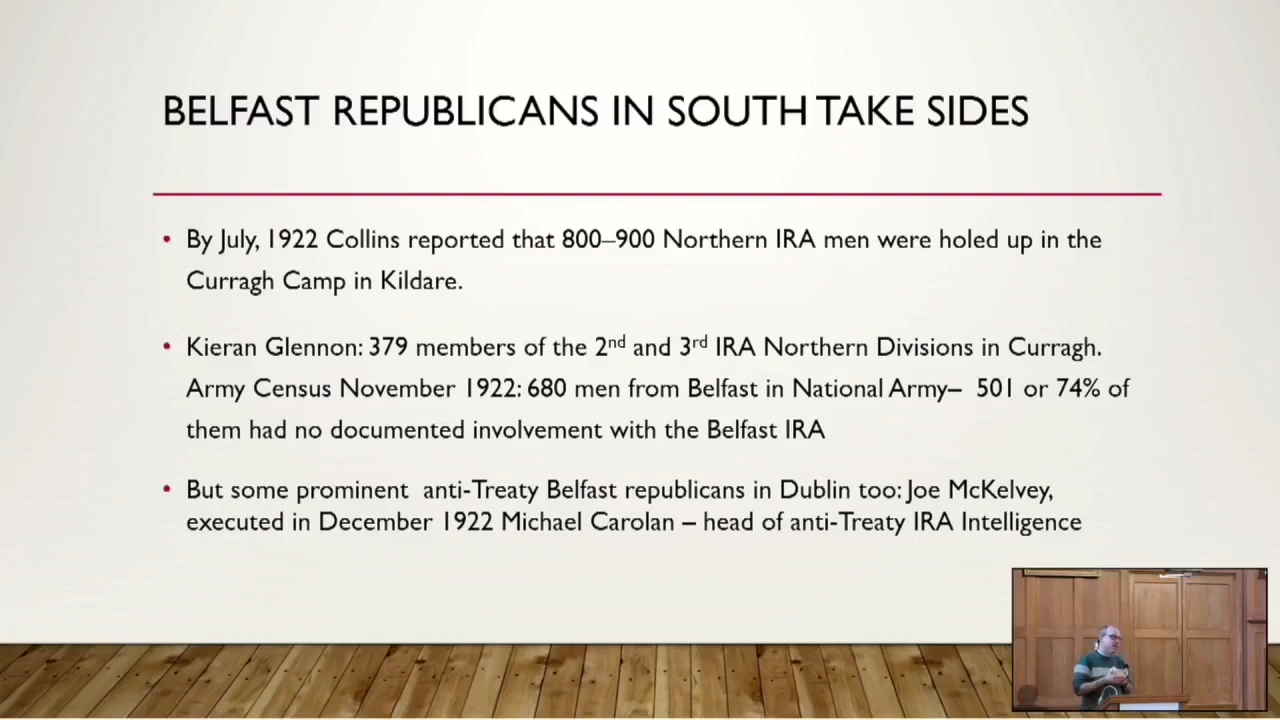 BELFAST REPUBLICANS IN SOUTH TAKE SIDES
• By July, 1922 Collins reported that 800–900 Northern IRA men were holed up in the
Curragh Camp in Kildare.
• Kieran Glennon: 379 members of the 2nd and 3rd IRA Northern Divisions in Curragh.
Army Census November 1922: 680 men from Belfast in National Army– 501 or 74% of
them had no documented involvement with the Belfast IRA
• But some prominent anti-Treaty Belfast republicans in Dublin too: Joe McKelvey,
executed in December 1922 Michael Carolan – head of anti-Treaty IRA Intelligence